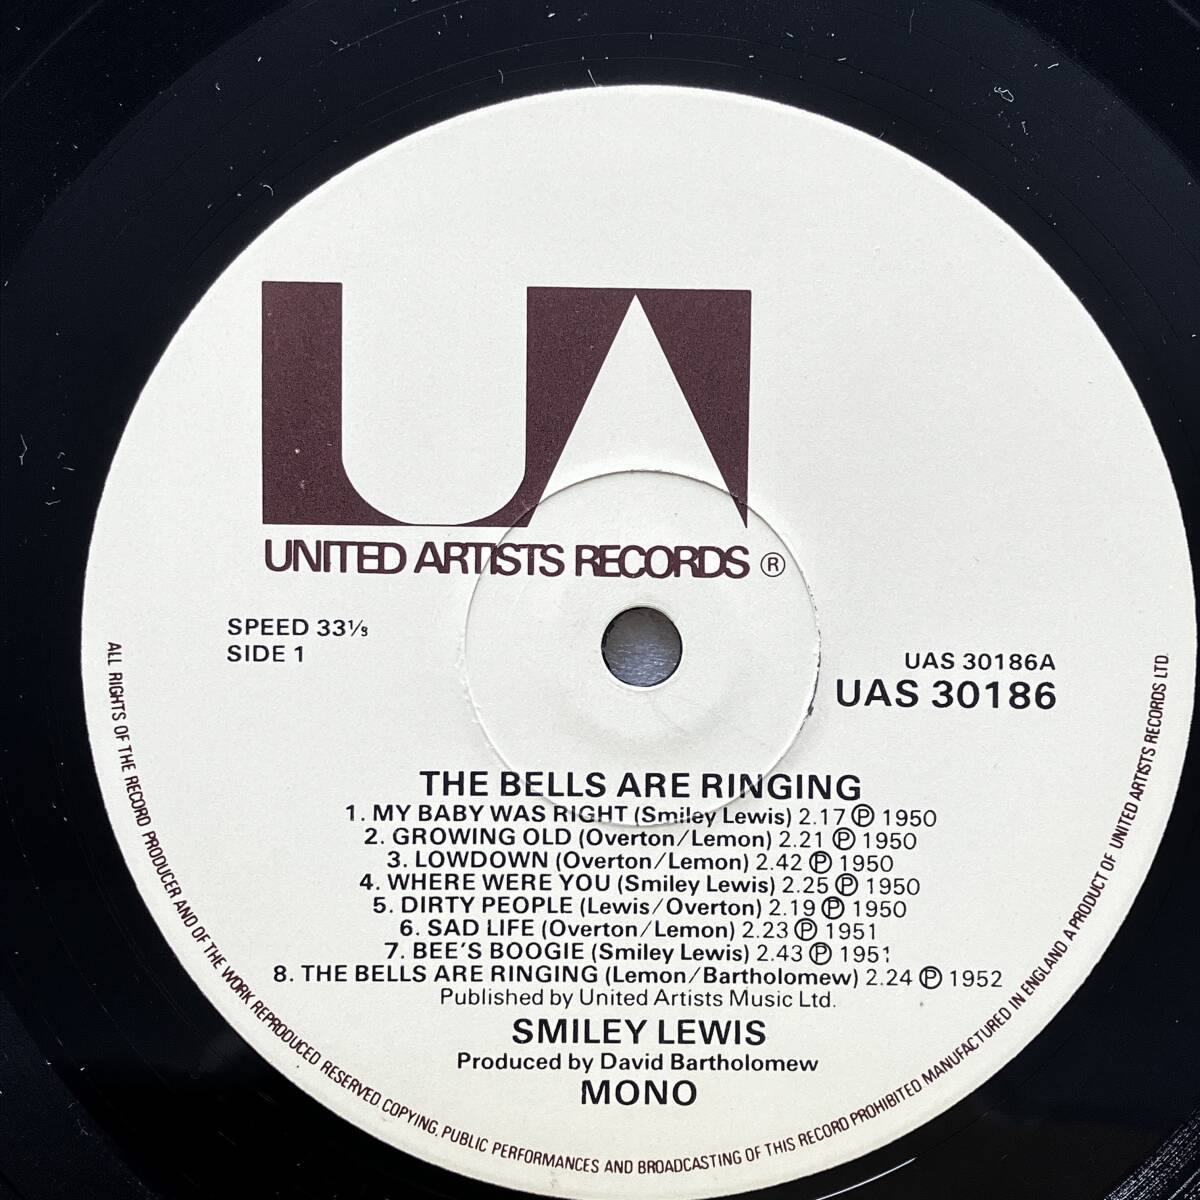 UA
UNITED ARTISTS RECORDS ®
SPEED 33⅓
SIDE 1
UAS 30186A
UAS 30186
THE BELLS ARE RINGING
1. MY BABY WAS RIGHT (Smiley Lewis) 2.17 ℗ 1950
2. GROWING OLD (Overton/Lemon) 2.21 ℗ 1950
3. LOWDOWN (Overton/Lemon) 2.42 ℗ 1950
4. WHERE WERE YOU (Smiley Lewis) 2.25 ℗ 1950
5. DIRTY PEOPLE (Lewis/Overton) 2.19 ℗ 1950
6. SAD LIFE (Overton/Lemon) 2.23 ℗ 1951
7. BEE'S BOOGIE (Smiley Lewis) 2.43 ℗ 1951
8. THE BELLS ARE RINGING (Lemon/Bartholomew) 2.24 ℗ 1952
Published by United Artists Music Ltd.
SMILEY LEWIS
Produced by David Bartholomew
MONO
ALL RIGHTS OF THE RECORD PRODUCER AND OF THE WORK REPRODUCED RESERVED COPYING, PUBLIC PERFORMANCES AND BROADCASTING OF THIS RECORD PROHIBITED MANUFACTURED IN ENGLAND A PRODUCT OF UNITED ARTISTS RECORDS LTD.